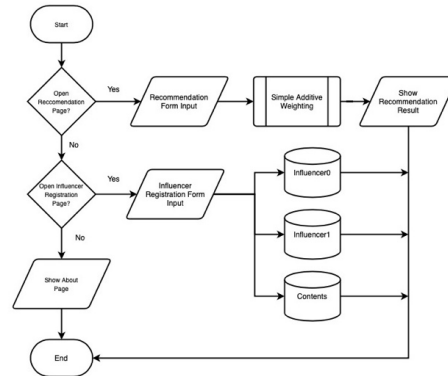 Start
Open
Reccomendation
Page?
Yes
Recommendation
Form Input
Simple Additive
Weighting
Show
Recommendation
Result
No
Open Influencer
Registration
Page?
Yes
Influencer
Registration Form
Input
Influencer0
Influencer1
Contents
No
Show About
Page
End